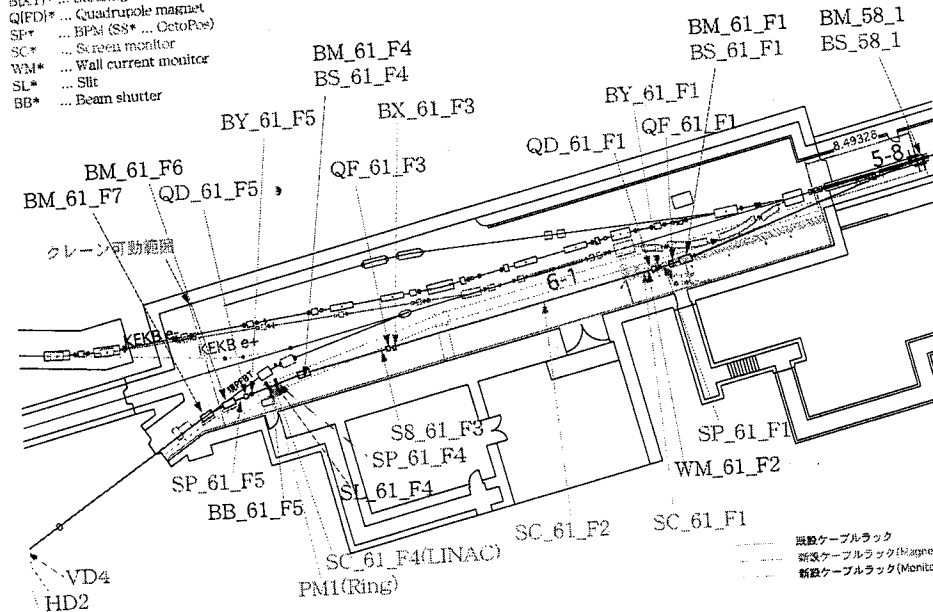 Q(FD)* ... Quadrupole magnet
SP* ... BPM (S8* ... OctoPos)
SC* ... Screen monitor
WM* ... Wall current monitor
SL* ... Slit
BB* ... Beam shutter
BM_61_F4
BS_61_F4
BM_61_F1
BS_61_F1
BM_58_1
BS_58_1
BY_61_F5
BX_61_F3
BY_61_F1
QD_61_F1
QF_61_F1
BM_61_F6
BM_61_F7
QD_61_F5
QF_61_F3
8.49328
5-8
クレーン可動範囲
6-1
KEKB e-
KEKB e+
S8_61_F3
SP_61_F4
SP_61_F1
SP_61_F5
SL_61_F4
WM_61_F2
BB_61_F5
SC_61_F2
SC_61_F1
SC_61_F4(LINAC)
PM1(Ring)
VD4
HD2
既設ケーブルラック
新設ケーブルラック(Magne
新設ケーブルラック(Monito